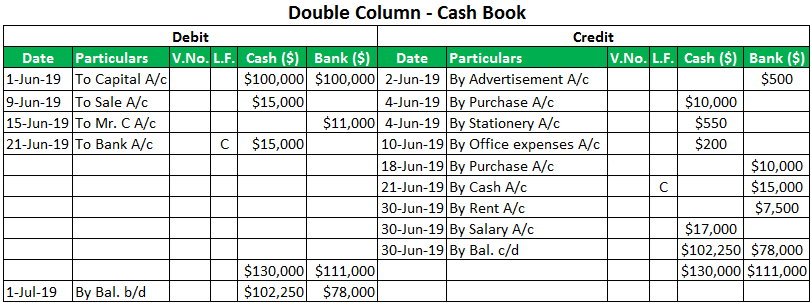 Double Column - Cash Book
Debit Credit
Date Particulars V.No. L.F. Cash ($) Bank ($) Date Particulars V.No. L.F. Cash ($) Bank ($)
1-Jun-19 To Capital A/c $100,000 $100,000 2-Jun-19 By Advertisement A/c $500
9-Jun-19 To Sale A/c $15,000 4-Jun-19 By Purchase A/c $10,000
15-Jun-19 To Mr. C A/c $11,000 4-Jun-19 By Stationery A/c $550
21-Jun-19 To Bank A/c C $15,000 10-Jun-19 By Office expenses A/c $200
18-Jun-19 By Purchase A/c $10,000
21-Jun-19 By Cash A/c C $15,000
30-Jun-19 By Rent A/c $7,500
30-Jun-19 By Salary A/c $17,000
30-Jun-19 By Bal. c/d $102,250 $78,000
$130,000 $111,000 $130,000 $111,000
1-Jul-19 By Bal. b/d $102,250 $78,000